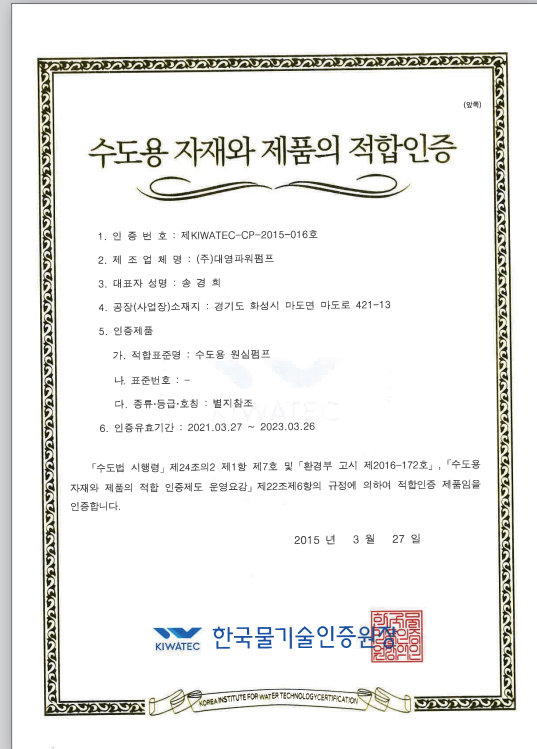 (앞쪽)
수도용 자재와 제품의 적합인증
1. 인 증 번 호 : 제KIWATEC-CP-2015-016호
2. 제 조 업 체 명 : (주)대영파워펌프
3. 대표자 성명 : 송 경 희
4. 공장(사업장)소재지 : 경기도 화성시 마도면 마도로 421-13
5. 인증제품
가. 적합표준명 : 수도용 원심펌프
나. 표준번호 : -
다. 종류·등급·호칭 : 별지참조
KIWATEC
6. 인증유효기간 : 2021.03.27 ~ 2023.03.26
「수도법 시행령」제24조의2 제1항 제7호 및「환경부 고시 제2016-172호」,「수도용
자재와 제품의 적합 인증제도 운영요강」제22조제6항의 규정에 의하여 적합인증 제품임을
인증합니다.
2015 년 3 월 27 일
KIWATEC 한국물기술인증원장
KOREA INSTITUTE FOR WATER TECHNOLOGY CERTIFICATION